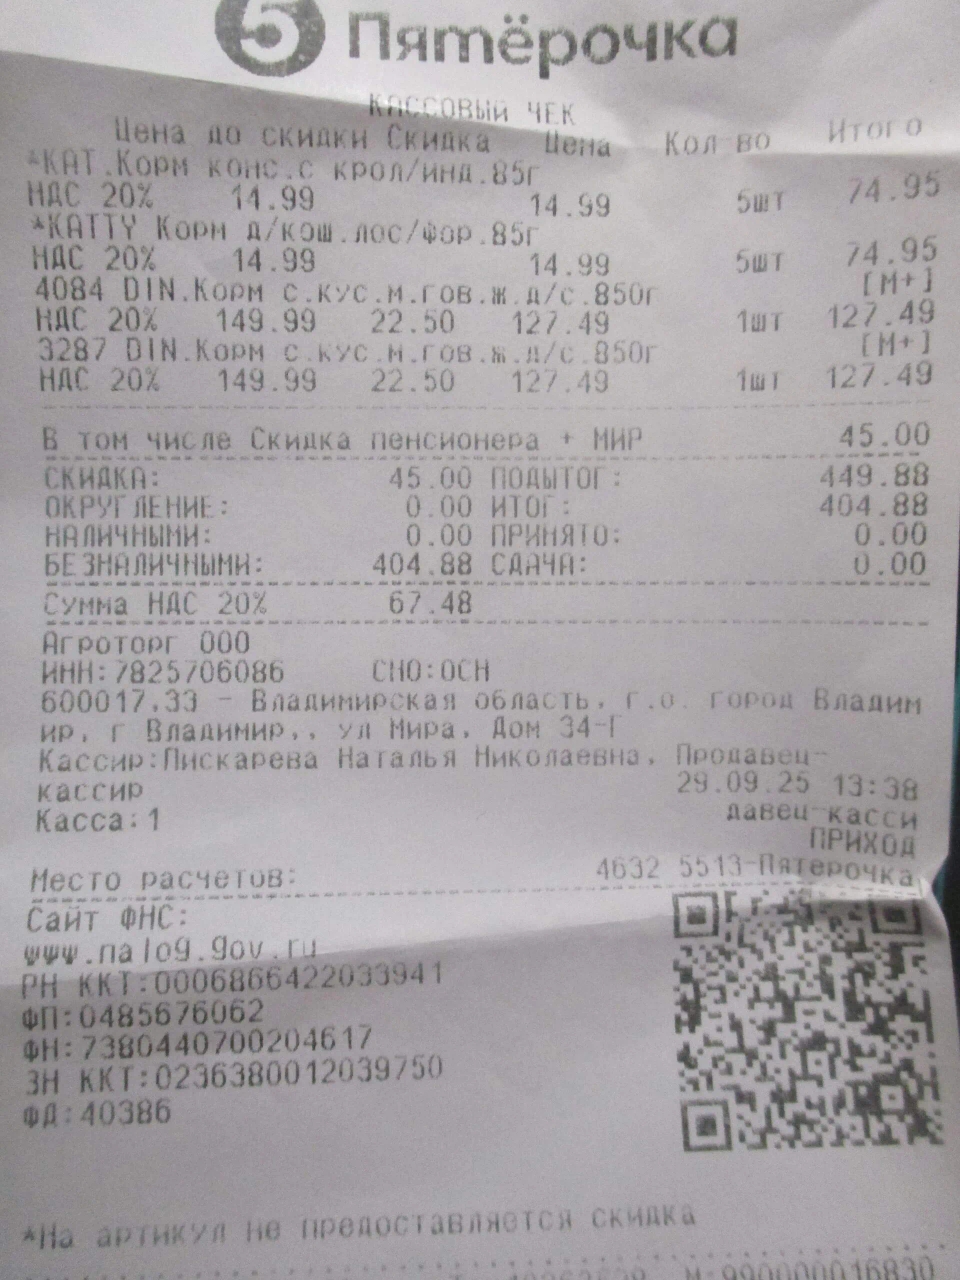 5 Пятёрочка
КАССОВЫЙ ЧЕК
Цена до скидки Скидка Цена Кол-во Итого
*КАТ.Корм конс.с крол/инд.85г
НДС 20% 14.99 14.99 5шт 74.95
*KATTY Корм д/кош.лос/фор.85г
НДС 20% 14.99 14.99 5шт 74.95
4084 DIN.Корм с.кус.м.гов.ж.д/с.850г [M+]
НДС 20% 149.99 22.50 127.49 1шт 127.49
3287 DIN.Корм с.кус.м.гов.ж.д/с.850г [M+]
НДС 20% 149.99 22.50 127.49 1шт 127.49
В том числе Скидка пенсионера + МИР 45.00
СКИДКА: 45.00 ПОДЫТОГ: 449.88
ОКРУГЛЕНИЕ: 0.00 ИТОГ: 404.88
НАЛИЧНЫМИ: 0.00 ПРИНЯТО: 0.00
БЕЗНАЛИЧНЫМИ: 404.88 СДАЧА: 0.00
Сумма НДС 20% 67.48
Агроторг ООО
ИНН:7825706086 СНО:ОСН
600017,33 - Владимирская область, г.о. город Владим
ир, г Владимир,, ул Мира, Дом 34-Г
Кассир:Пискарева Наталья Николаевна, Продавец-
кассир 29.09.25 13:38
Касса:1 давец-касси
ПРИХОД
Место расчетов: 4632 5513-Пятерочка
Сайт ФНС:
www.nalog.gov.ru
РН ККТ:0006866422033941
ФП:0485676062
ФН:7380440700204617
ЗН ККТ:0236380012039750
ФД:40386
*На артикул не предоставляется скидка